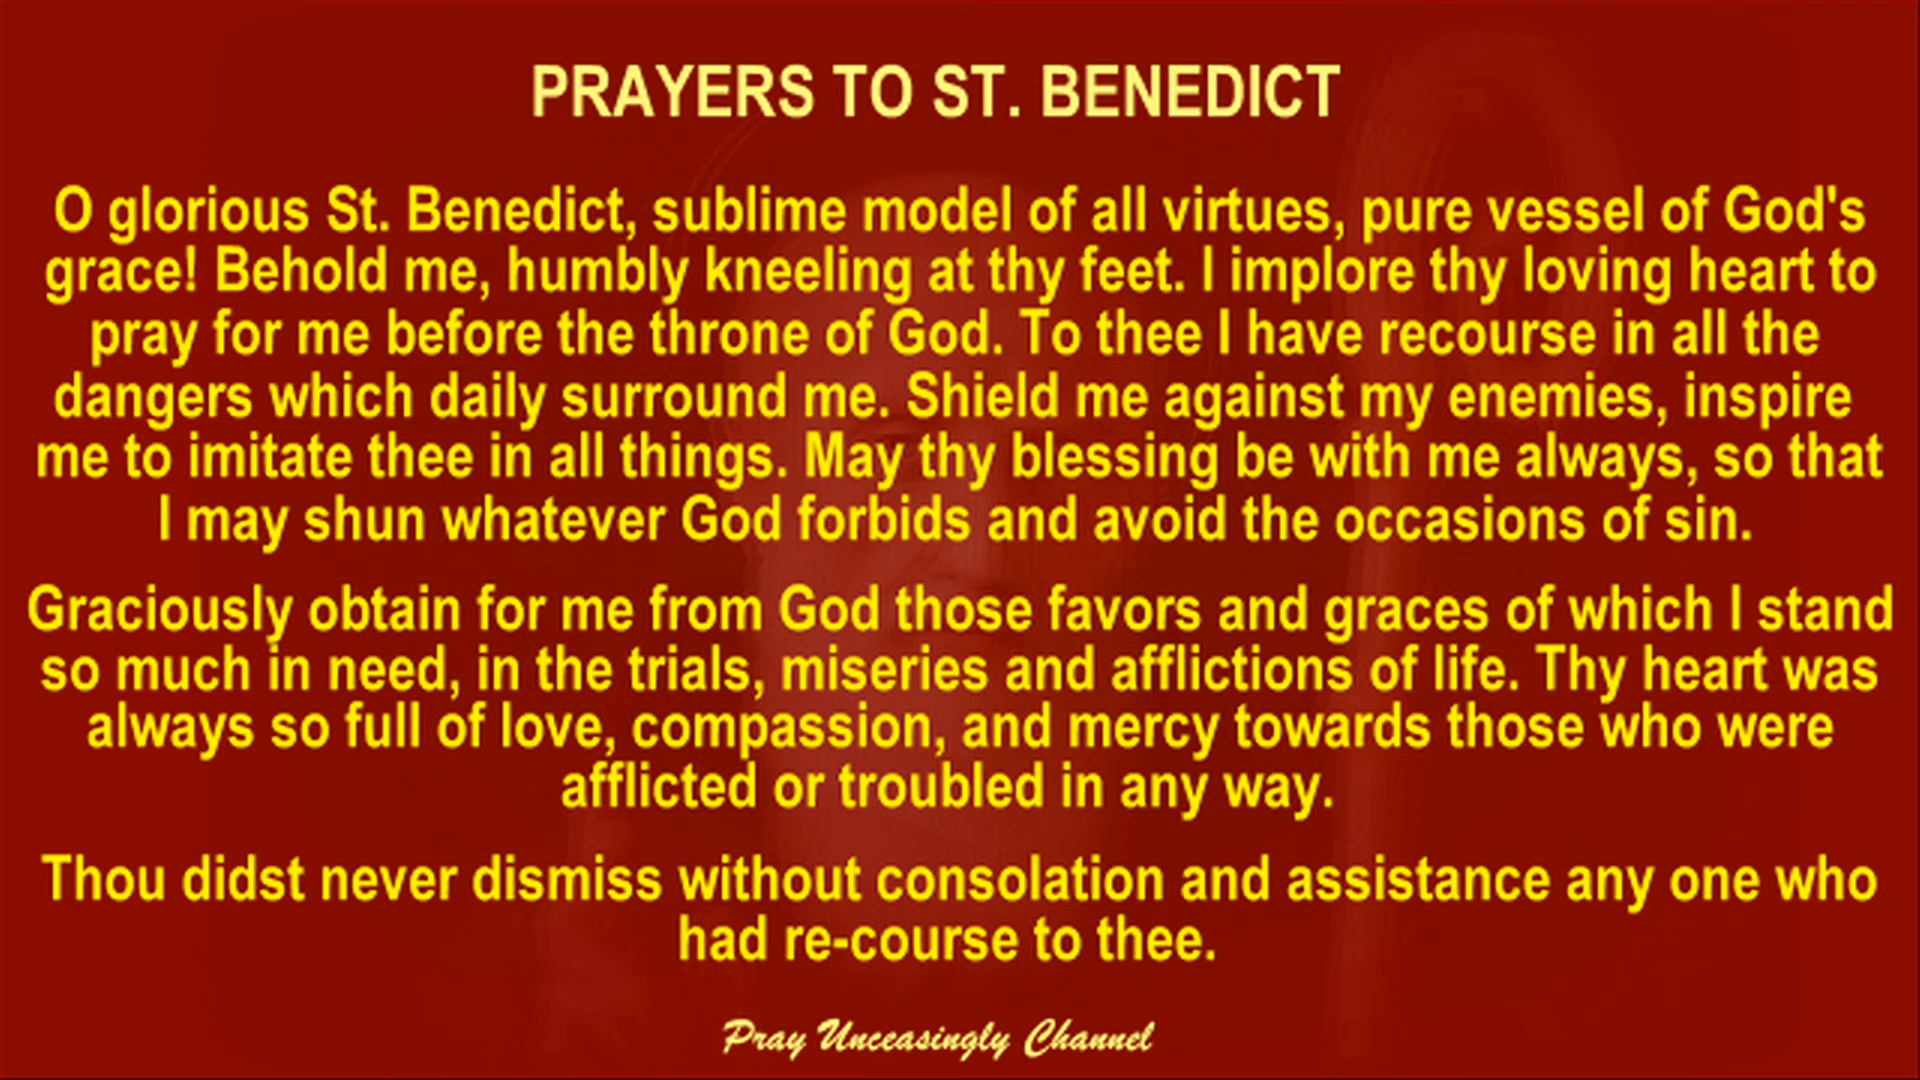 PRAYERS TO ST. BENEDICT
O glorious St. Benedict, sublime model of all virtues, pure vessel of God's
grace! Behold me, humbly kneeling at thy feet. I implore thy loving heart to
pray for me before the throne of God. To thee I have recourse in all the
dangers which daily surround me. Shield me against my enemies, inspire
me to imitate thee in all things. May thy blessing be with me always, so that
I may shun whatever God forbids and avoid the occasions of sin.
Graciously obtain for me from God those favors and graces of which I stand
so much in need, in the trials, miseries and afflictions of life. Thy heart was
always so full of love, compassion, and mercy towards those who were
afflicted or troubled in any way.
Thou didst never dismiss without consolation and assistance any one who
had re-course to thee.
Pray Unceasingly Channel